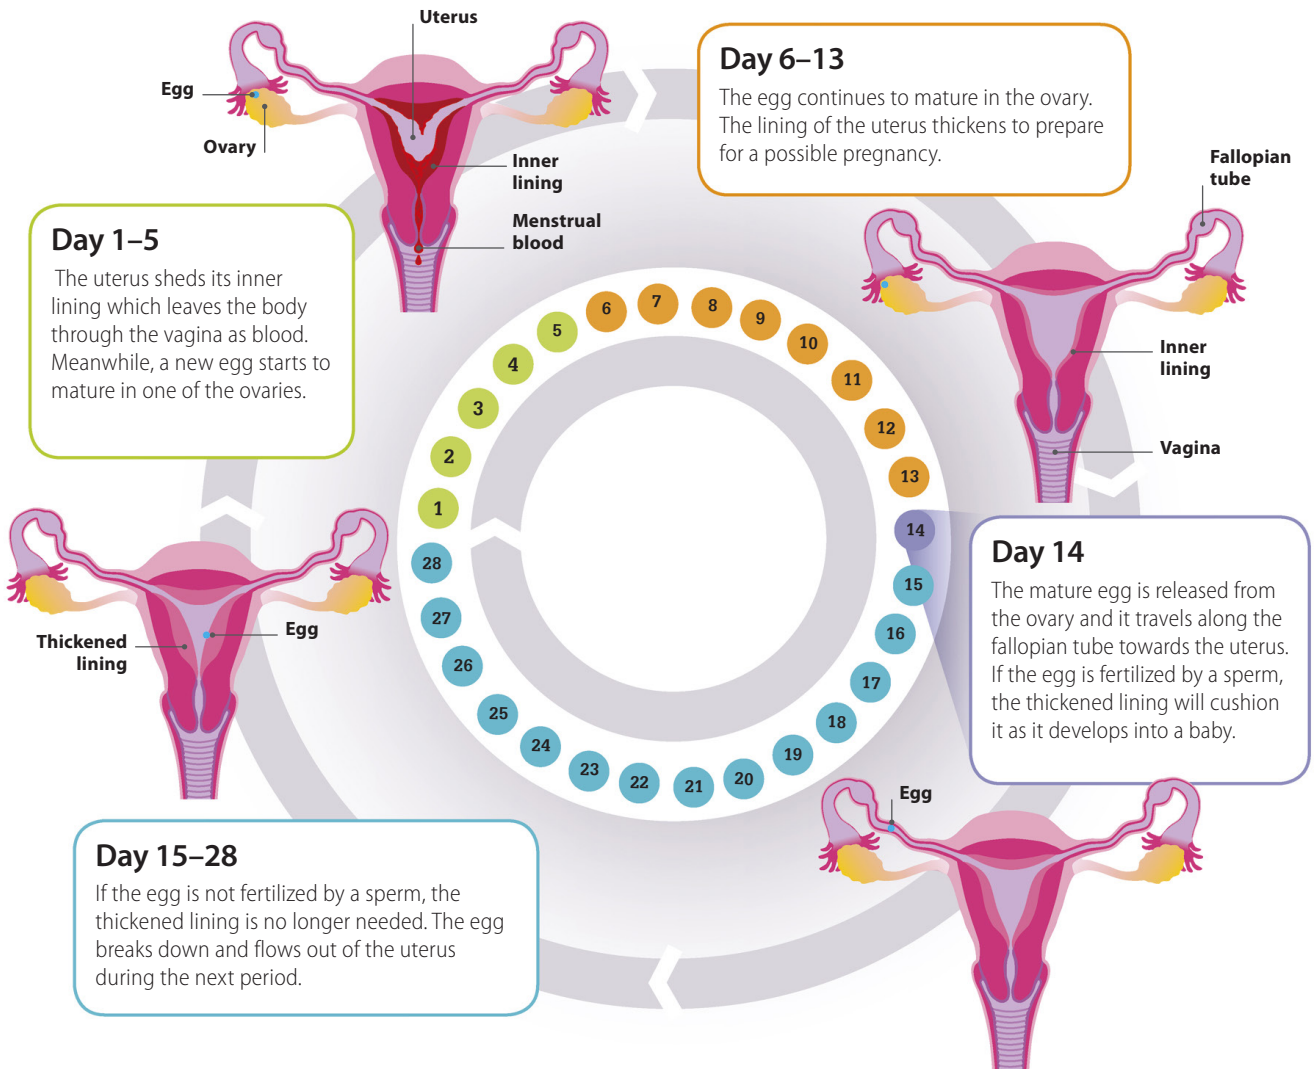 Uterus
Egg
Ovary
Inner
lining
Menstrual
blood
Day 1–5
The uterus sheds its inner
lining which leaves the body
through the vagina as blood.
Meanwhile, a new egg starts to
mature in one of the ovaries.
Day 6–13
The egg continues to mature in the ovary.
The lining of the uterus thickens to prepare
for a possible pregnancy.
Fallopian
tube
Inner
lining
Vagina
Day 14
The mature egg is released from
the ovary and it travels along the
fallopian tube towards the uterus.
If the egg is fertilized by a sperm,
the thickened lining will cushion
it as it develops into a baby.
Egg
Day 15–28
If the egg is not fertilized by a sperm, the
thickened lining is no longer needed. The egg
breaks down and flows out of the uterus
during the next period.
Thickened
lining
Egg
1
2
3
4
5
6
7
8
9
10
11
12
13
14
15
16
17
18
19
20
21
22
23
24
25
26
27
28